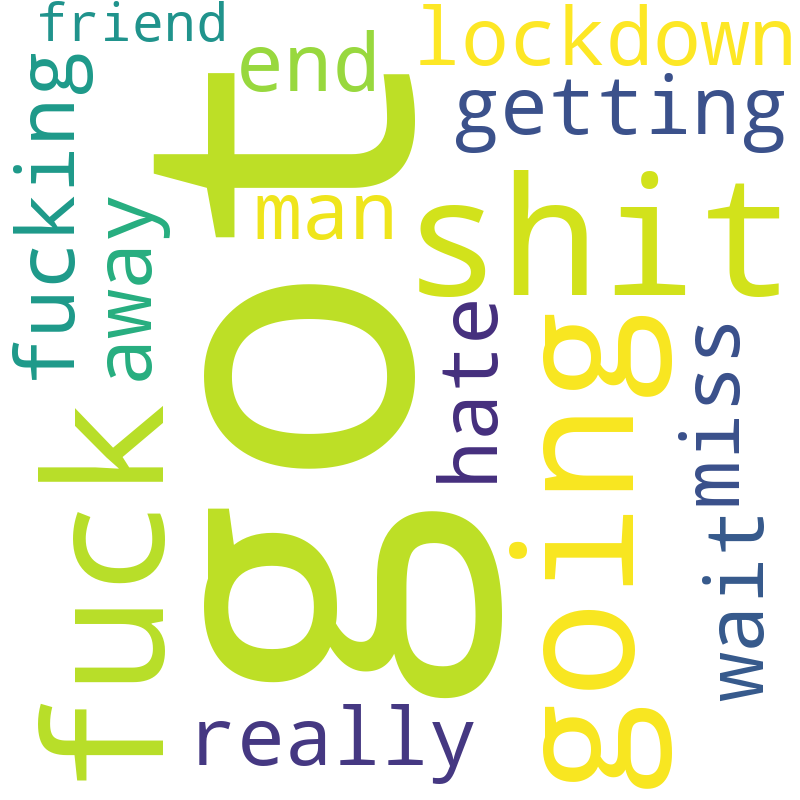 friend
lockdown
end
getting
fucking
got
man
shit
away
hate
going
miss
fuck
wait
really